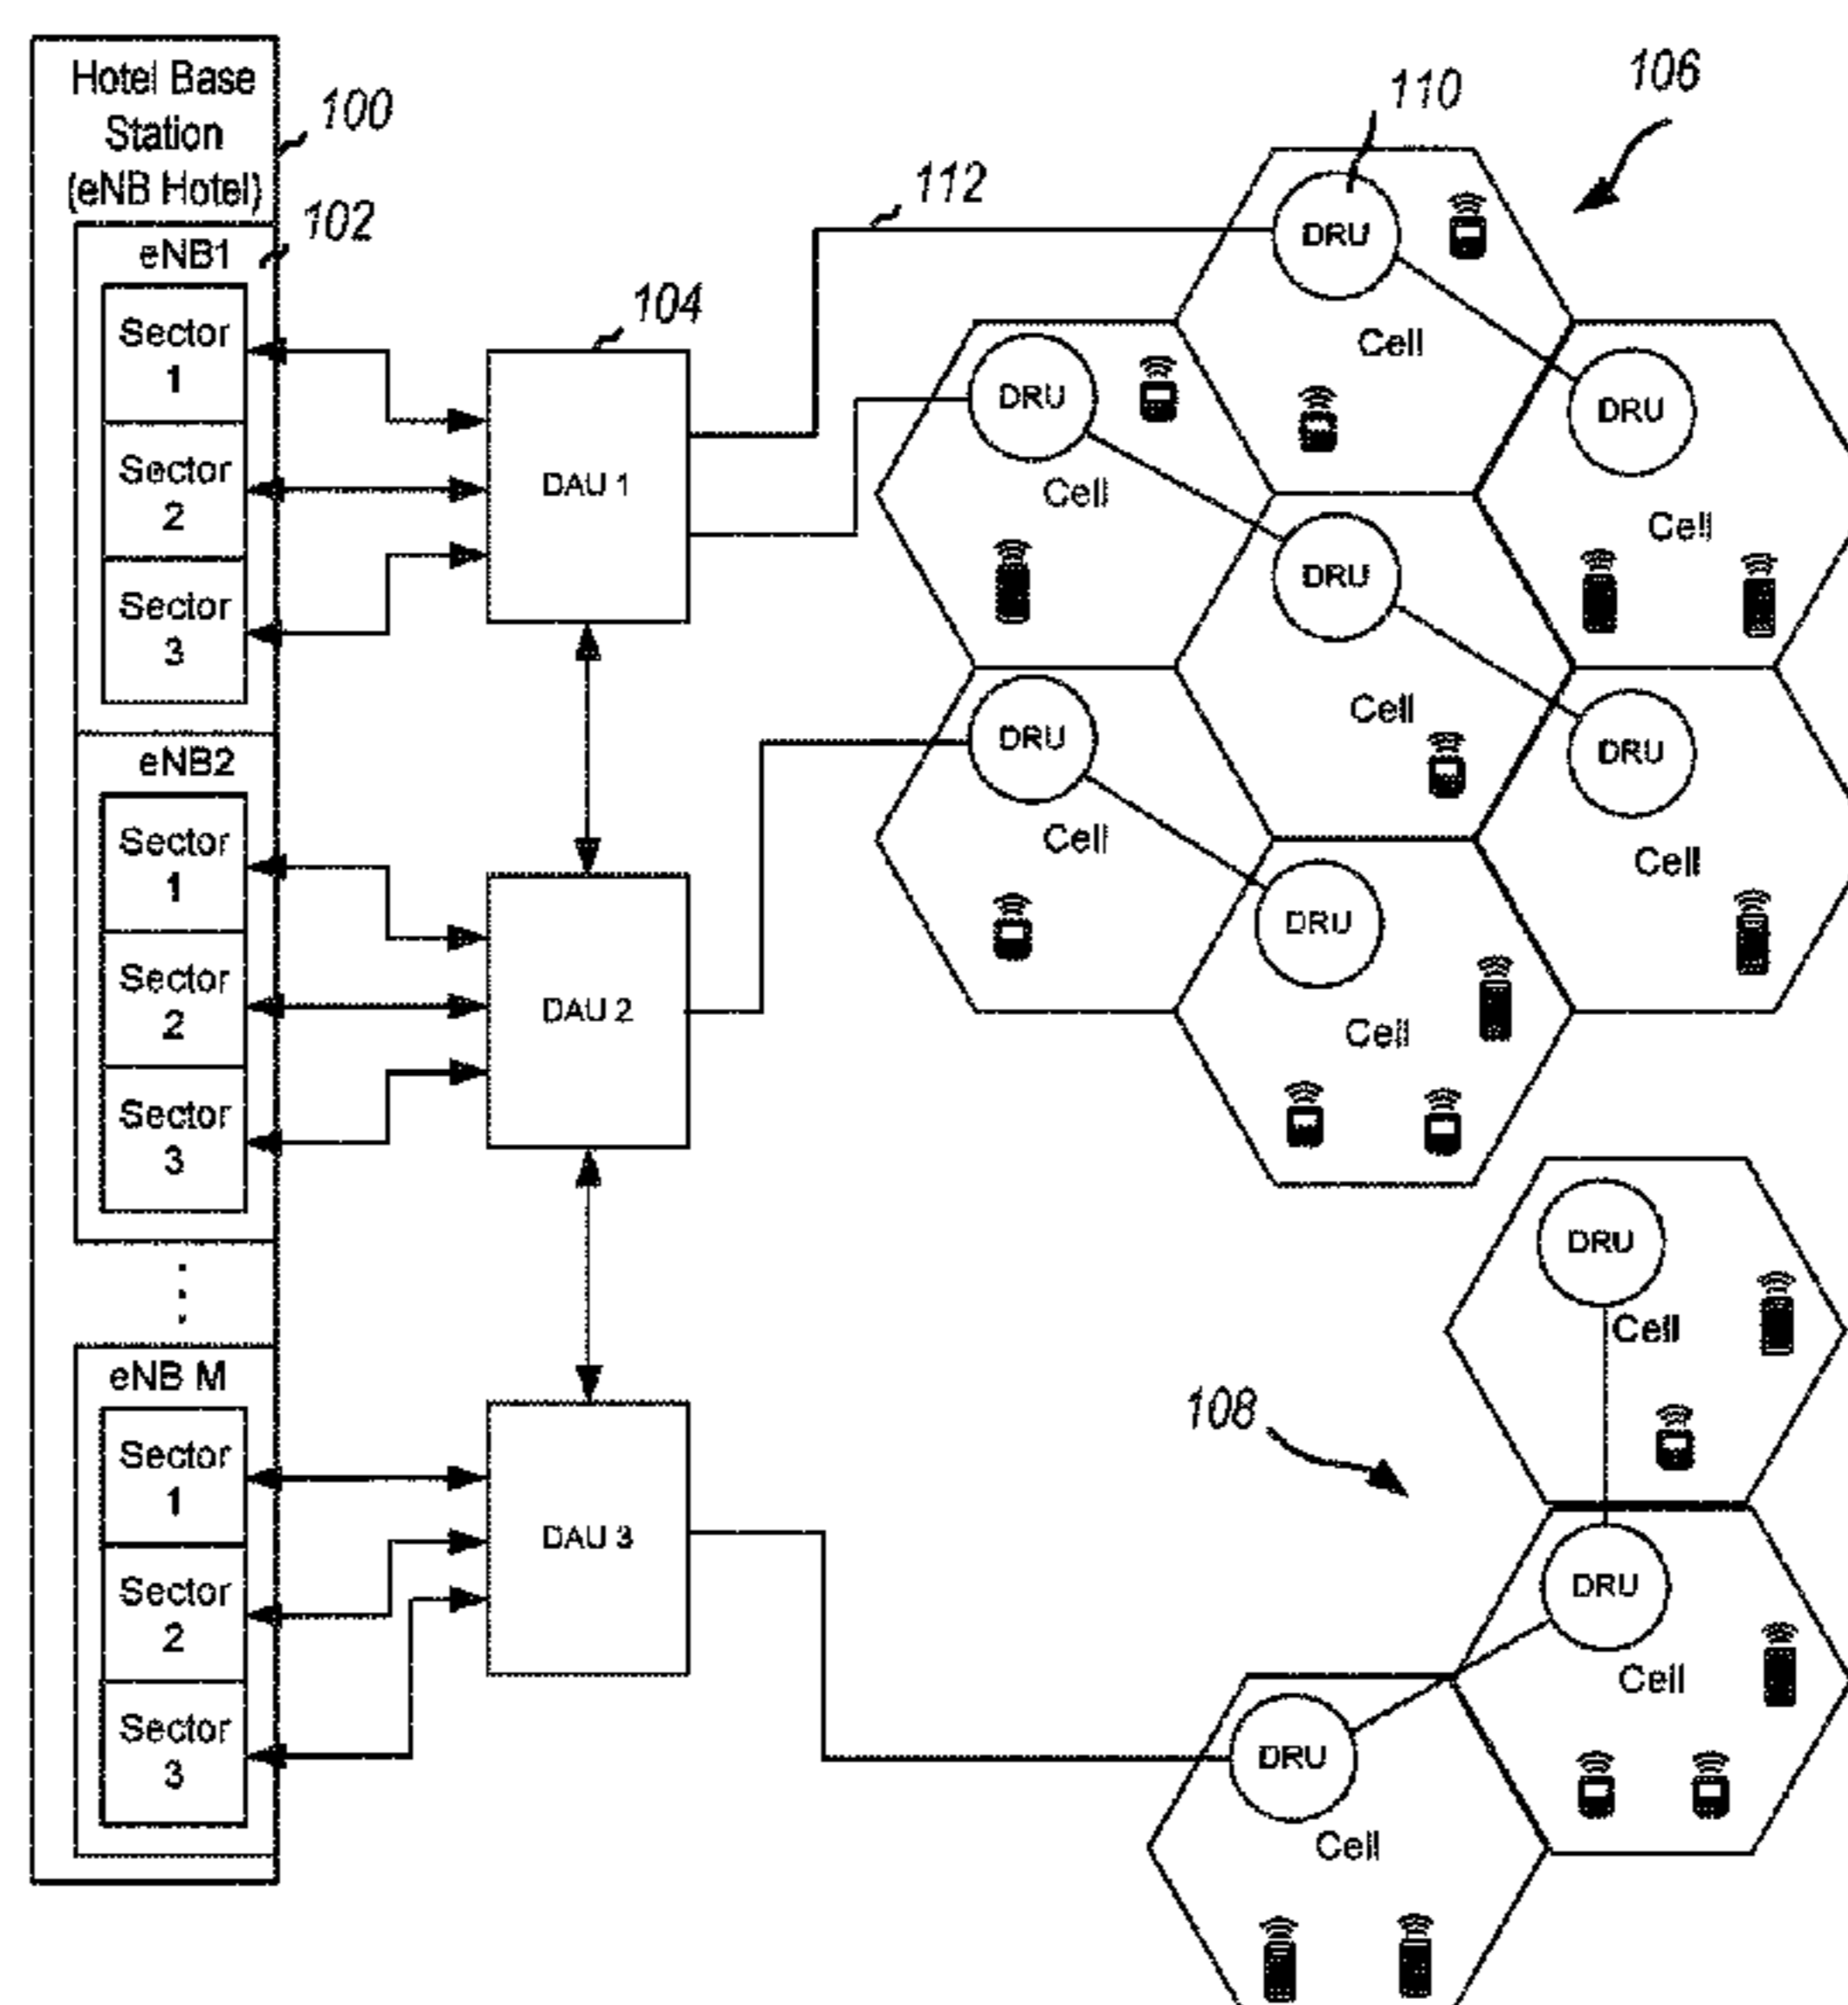 Hotel Base
Station
(eNB Hotel)
100
102
eNB1
Sector
1
Sector
2
Sector
3
eNB2
Sector
1
Sector
2
Sector
3
eNB M
Sector
1
Sector
2
Sector
3
104
DAU 1
DAU 2
DAU 3
112
110
106
DRU
Cell
DRU
Cell
DRU
Cell
DRU
Cell
DRU
Cell
DRU
Cell
DRU
Cell
108
DRU
Cell
DRU
Cell
DRU
Cell